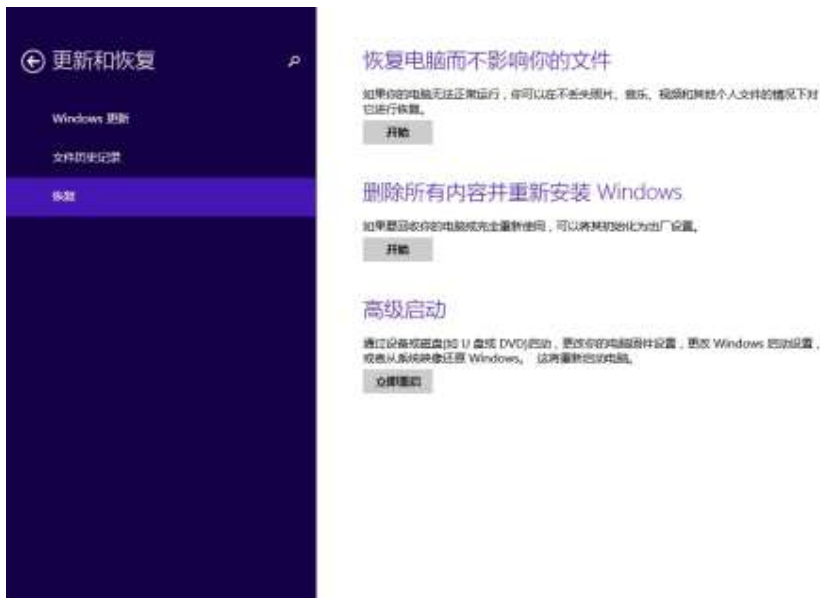 更新和恢复
Windows 更新
文件历史记录
恢复
恢复电脑而不影响你的文件
如果你的电脑无法正常运行，你可以在不丢失照片、音乐、视频和其他个人文件的情况下对
它进行恢复。
开始
删除所有内容并重新安装 Windows
如果要回收你的电脑或完全重新使用，可以将其初始化为出厂设置。
开始
高级启动
通过设备或磁盘(如 U 盘或 DVD)启动，更改你的电脑固件设置，更改 Windows 启动设置，
或者从系统映像还原 Windows。 这将重新启动电脑。
立即重启